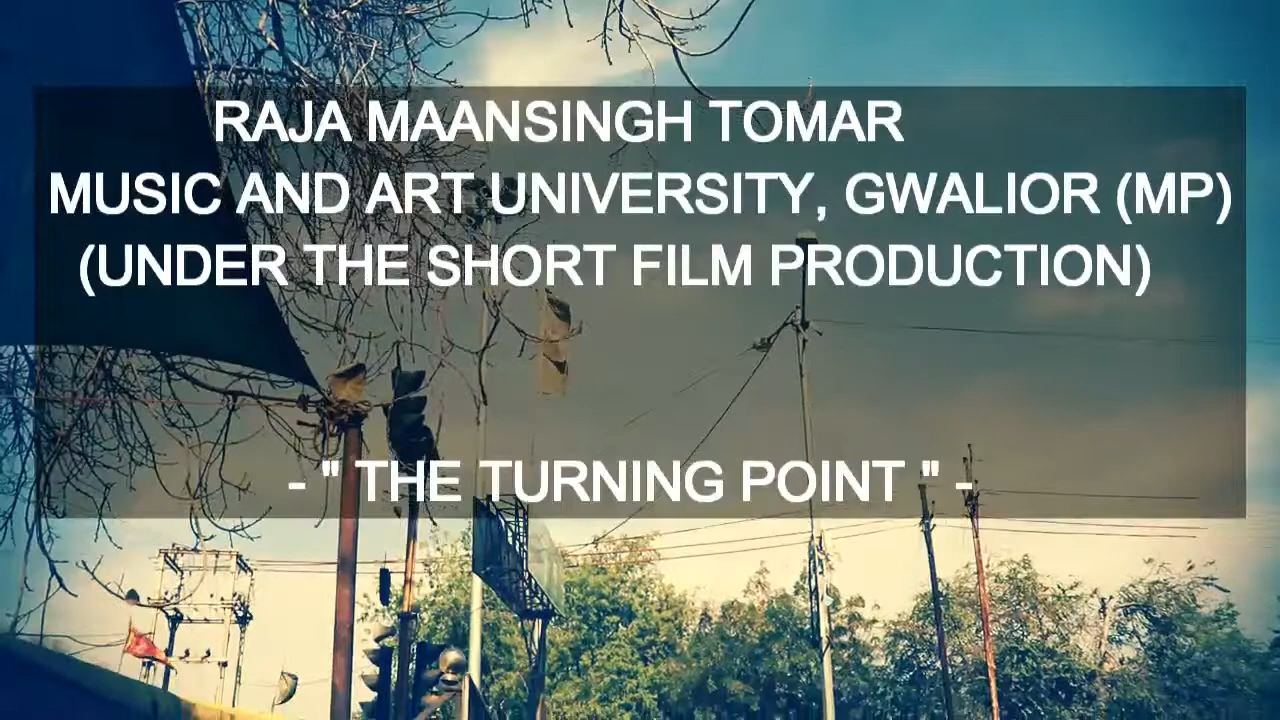 RAJA MAANSINGH TOMAR
MUSIC AND ART UNIVERSITY, GWALIOR (MP)
(UNDER THE SHORT FILM PRODUCTION)
- " THE TURNING POINT " -